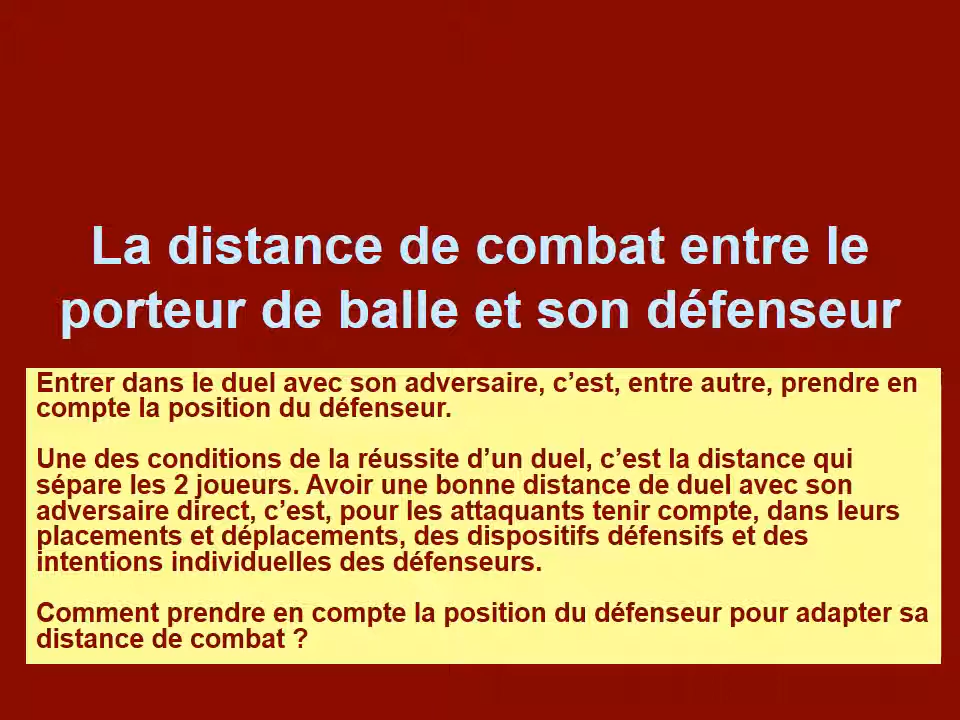 La distance de combat entre le
porteur de balle et son défenseur
Entrer dans le duel avec son adversaire, c’est, entre autre, prendre en
compte la position du défenseur.
Une des conditions de la réussite d’un duel, c’est la distance qui
sépare les 2 joueurs. Avoir une bonne distance de duel avec son
adversaire direct, c’est, pour les attaquants tenir compte, dans leurs
placements et déplacements, des dispositifs défensifs et des
intentions individuelles des défenseurs.
Comment prendre en compte la position du défenseur pour adapter sa
distance de combat ?